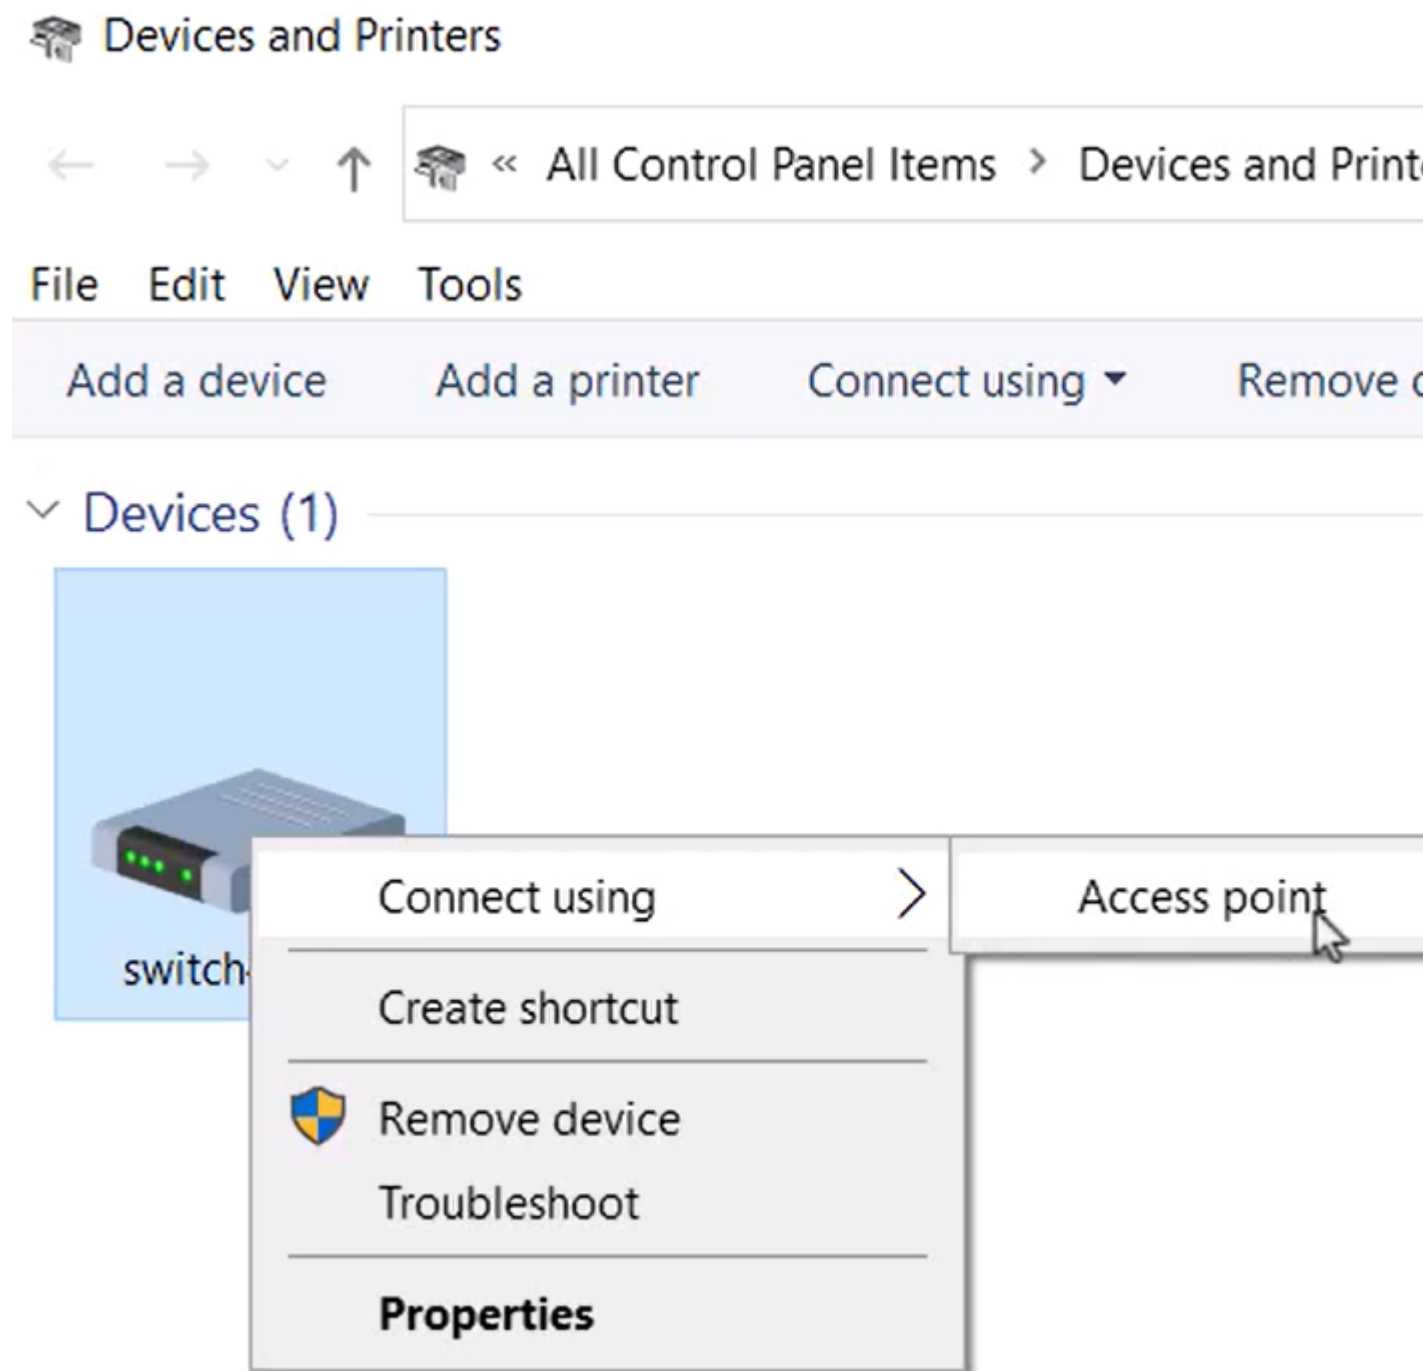 Devices and Printers
« All Control Panel Items > Devices and
File Edit View Tools
Add a device Add a printer Connect using Remove
Devices (1)
switch
Connect using
Access point
Create shortcut
Remove device
Troubleshoot
Properties